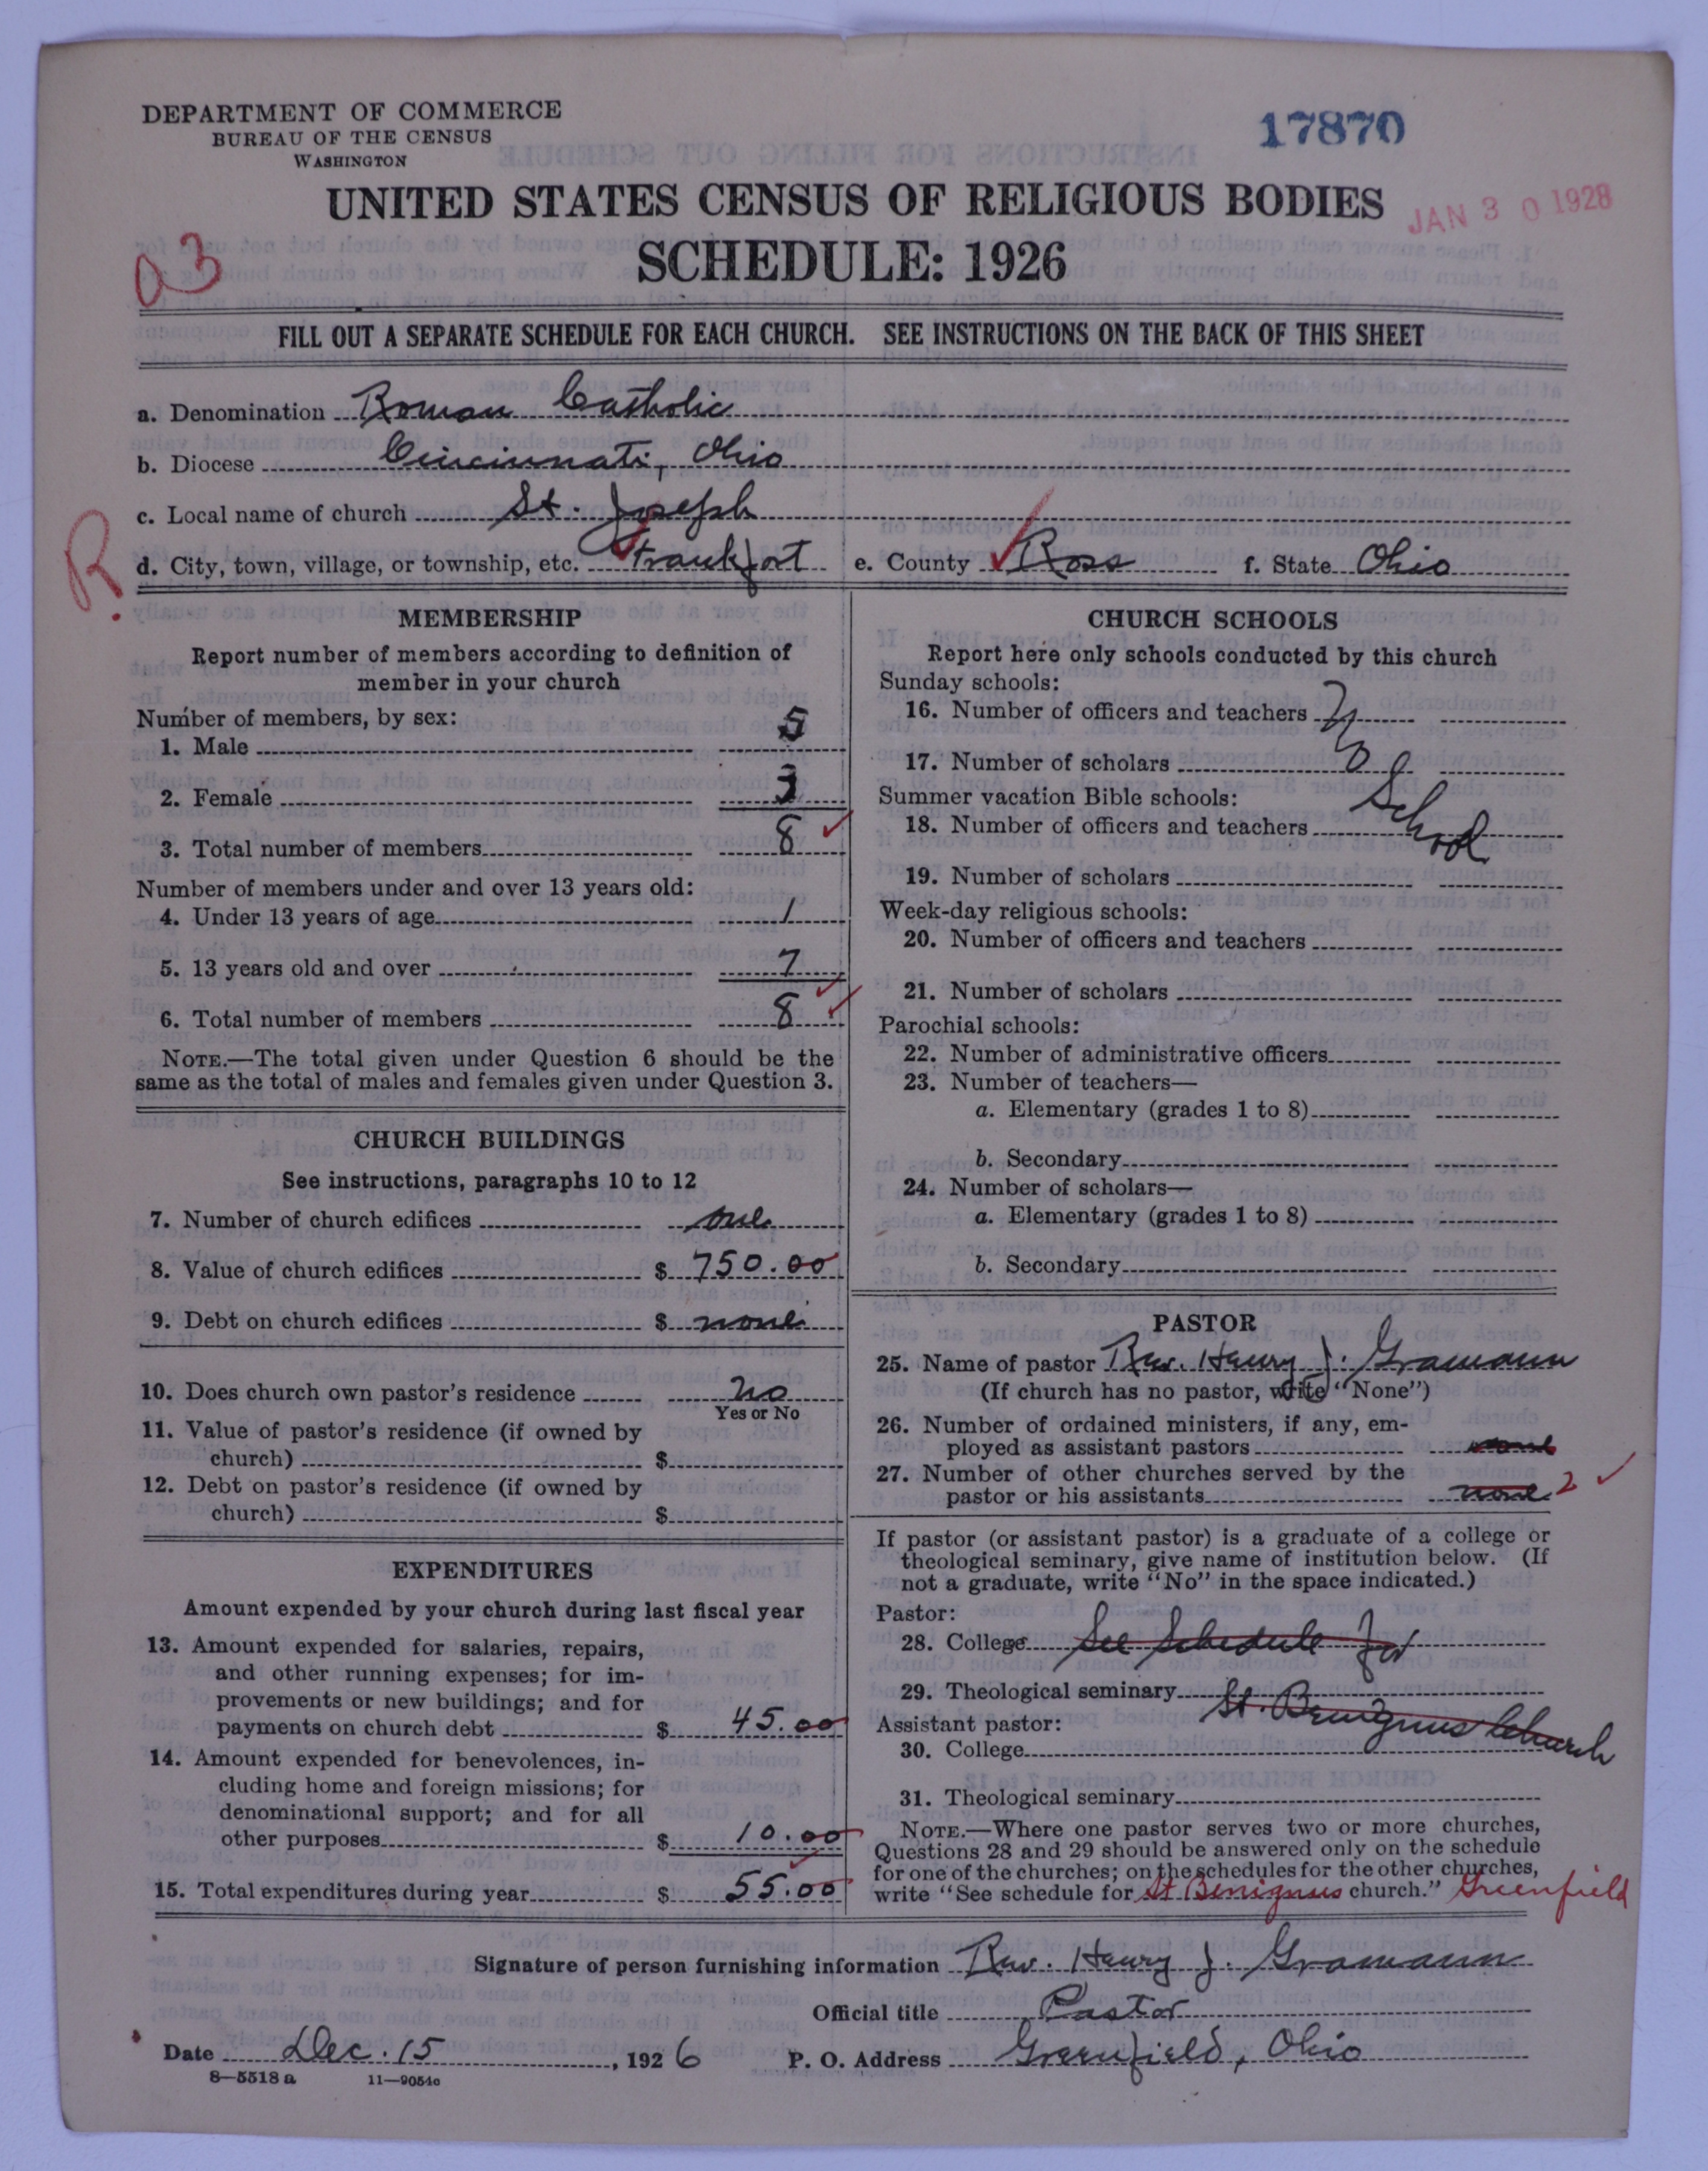 DEPARTMENT OF COMMERCE
BUREAU OF THE CENSUS
WASHINGTON
17870
UNITED STATES CENSUS OF RELIGIOUS BODIES
JAN 30 1928
SCHEDULE: 1926
a3
FILL OUT A SEPARATE SCHEDULE FOR EACH CHURCH. SEE INSTRUCTIONS ON THE BACK OF THIS SHEET
a. Denomination Roman Catholic
b. Diocese Cincinnati, Ohio
c. Local name of church St. Joseph
R.
d. City, town, village, or township, etc. Frankfort e. County Ross f. State Ohio
MEMBERSHIP
Report number of members according to definition of
member in your church
Number of members, by sex:
1. Male 5
2. Female 3
3. Total number of members 8
Number of members under and over 13 years old:
4. Under 13 years of age 1
5. 13 years old and over 7
6. Total number of members 8
NOTE.—The total given under Question 6 should be the
same as the total of males and females given under Question 3.
CHURCH BUILDINGS
See instructions, paragraphs 10 to 12
7. Number of church edifices one
8. Value of church edifices $ 750.00
9. Debt on church edifices $ none
10. Does church own pastor's residence no
Yes or No
11. Value of pastor's residence (if owned by
church) $
12. Debt on pastor's residence (if owned by
church) $
EXPENDITURES
Amount expended by your church during last fiscal year
13. Amount expended for salaries, repairs,
and other running expenses; for im-
provements or new buildings; and for
payments on church debt $ 45.00
14. Amount expended for benevolences, in-
cluding home and foreign missions; for
denominational support; and for all
other purposes $ 10.00
15. Total expenditures during year $ 55.00
CHURCH SCHOOLS
Report here only schools conducted by this church
Sunday schools:
16. Number of officers and teachers No
17. Number of scholars
Summer vacation Bible schools: School
18. Number of officers and teachers
19. Number of scholars
Week-day religious schools:
20. Number of officers and teachers
21. Number of scholars
Parochial schools:
22. Number of administrative officers
23. Number of teachers—
a. Elementary (grades 1 to 8)
b. Secondary
24. Number of scholars—
a. Elementary (grades 1 to 8)
b. Secondary
PASTOR
25. Name of pastor Rev. Henry J. Gramann
(If church has no pastor, write "None")
26. Number of ordained ministers, if any, em-
ployed as assistant pastors none
27. Number of other churches served by the
pastor or his assistants none 2
If pastor (or assistant pastor) is a graduate of a college or
theological seminary, give name of institution below. (If
not a graduate, write "No" in the space indicated.)
Pastor:
28. College See Schedule for
29. Theological seminary St. Benignus Church
Assistant pastor:
30. College
31. Theological seminary
NOTE.—Where one pastor serves two or more churches,
Questions 28 and 29 should be answered only on the schedule
for one of the churches; on the schedules for the other churches,
write "See schedule for St Benignus church." Greenfield
Signature of person furnishing information Rev. Henry J. Gramann
Official title Pastor
Date Dec. 15, 1926 P. O. Address Greenfield, Ohio
8—5518 a 11—9054c